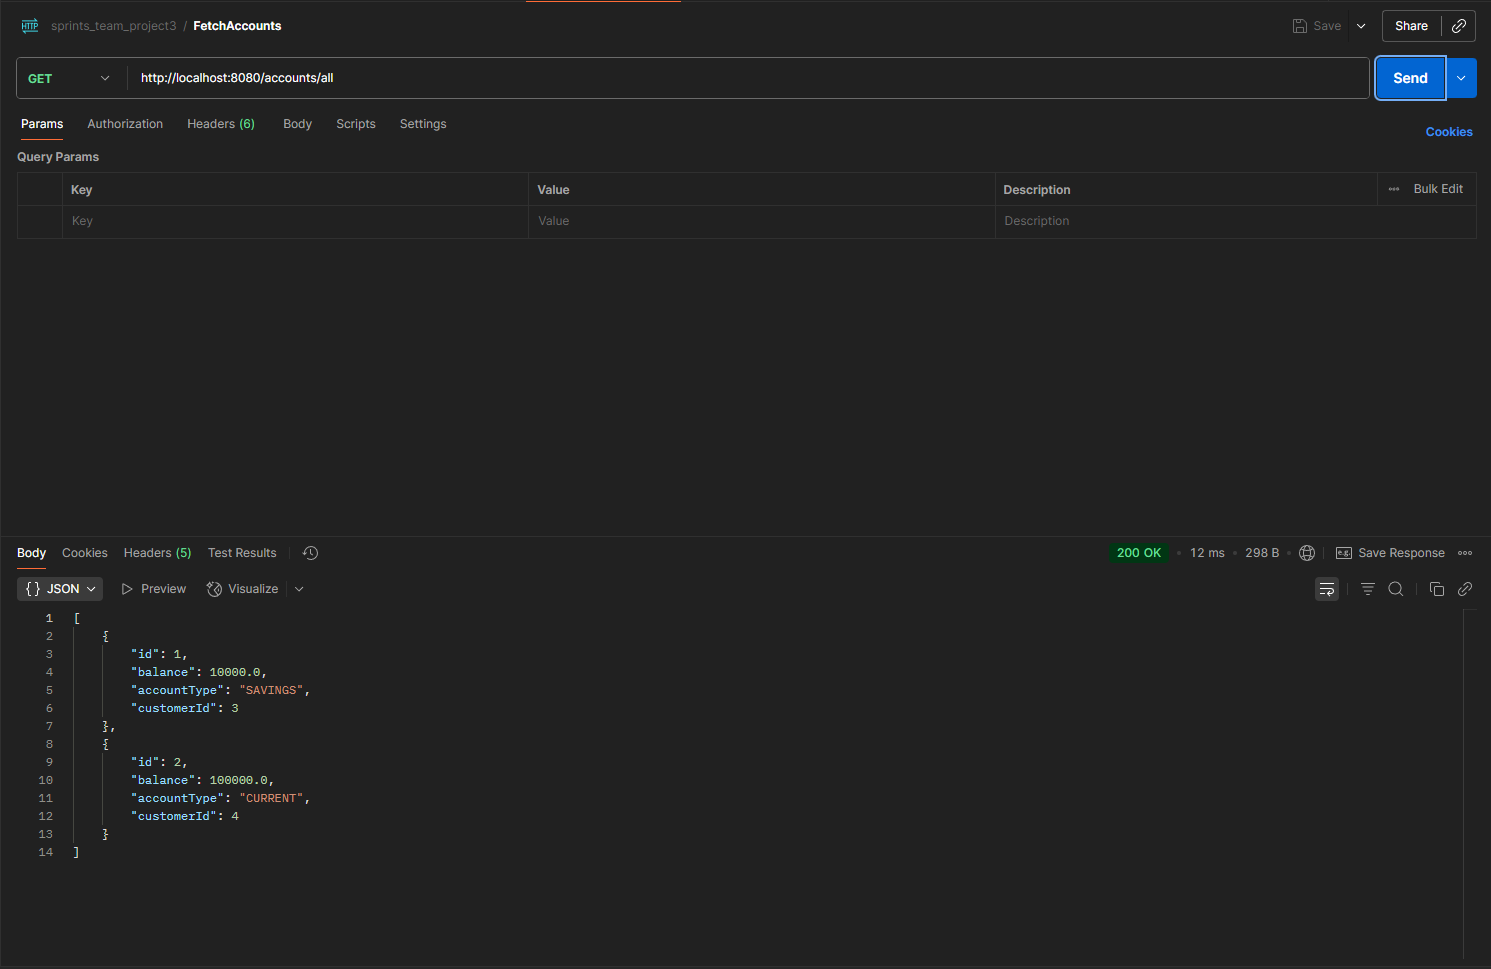 HTTP sprints_team_project3 / FetchAccounts Save Share
GET http://localhost:8080/accounts/all Send
Params Authorization Headers (6) Body Scripts Settings Cookies
Query Params
Key Value Description Bulk Edit
Key Value Description
Body Cookies Headers (5) Test Results 200 OK • 12 ms • 298 B • e.g. Save Response
{} JSON Preview Visualize
1 [
2 {
3 "id": 1,
4 "balance": 10000.0,
5 "accountType": "SAVINGS",
6 "customerId": 3
7 },
8 {
9 "id": 2,
10 "balance": 100000.0,
11 "accountType": "CURRENT",
12 "customerId": 4
13 }
14 ]